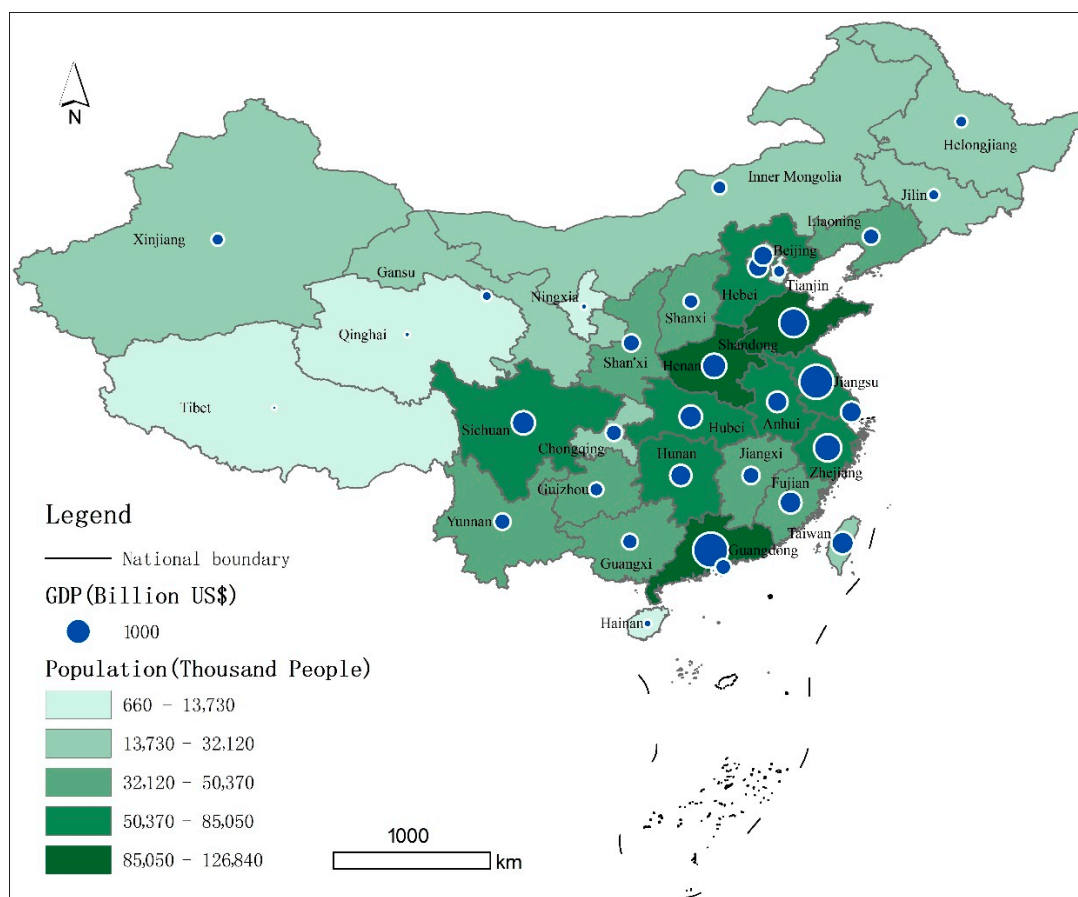 N
Helongjiang
Inner Mongolia
Jilin
Liaoning
Xinjiang
Beijing
Gansu
Tianjin
Ningxia
Hebei
Shanxi
Qinghai
Shandong
Shan'xi
Henan
Jiangsu
Tibet
Anhui
Sichuan
Hubei
Chongqing
Hunan
Jiangxi
Zhejiang
Fujian
Guizhou
Yunnan
Taiwan
Guangdong
Guangxi
Hainan
Legend
National boundary
GDP(Billion US$)
1000
Population(Thousand People)
660 - 13,730
13,730 - 32,120
32,120 - 50,370
50,370 - 85,050
85,050 - 126,840
1000
km